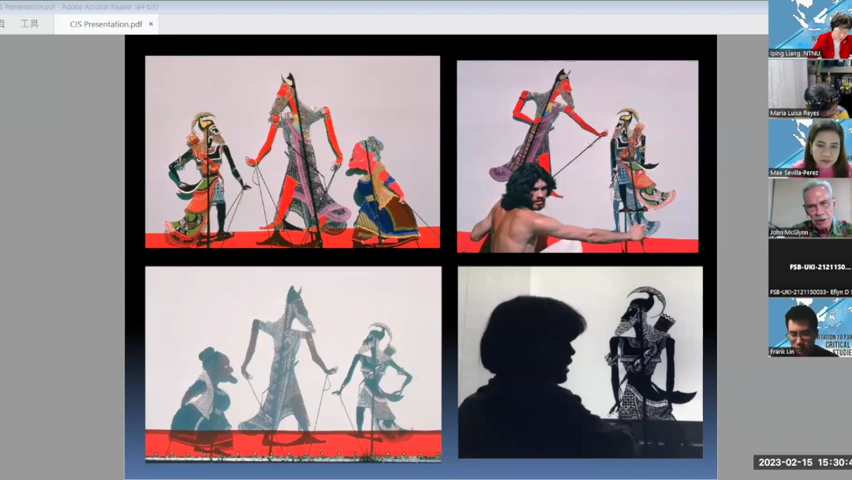 CIS Presentation.pdf - Adobe Acrobat Reader (64-bit)
工具
CIS Presentation.pdf ×
Iping Liang, NTNU
Maria Luisa Reyes
Mae Sevilla-Perez
John McGlynn
FSB-UKI-2121150...
FSB-UKI-2121150033- Eflyn D S
Frank Lin
CRITICAL
STUDIES
2023-02-15 15:30:4